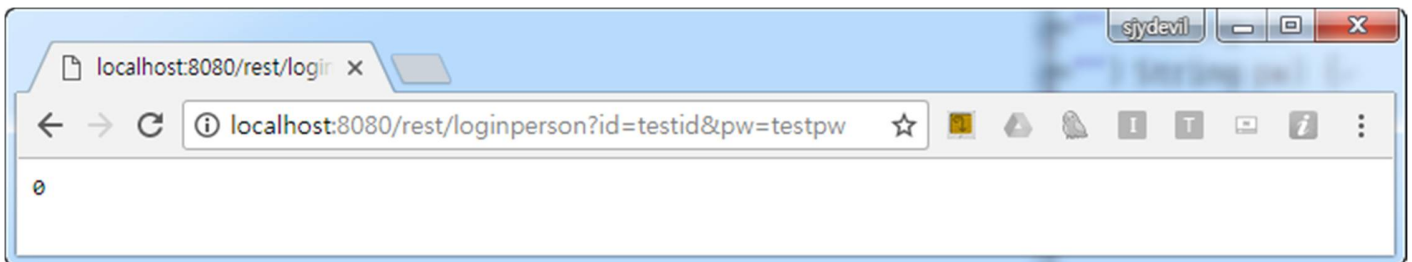 sjydevil
localhost:8080/rest/login
localhost:8080/rest/loginperson?id=testid&pw=testpw
I
T
i
0